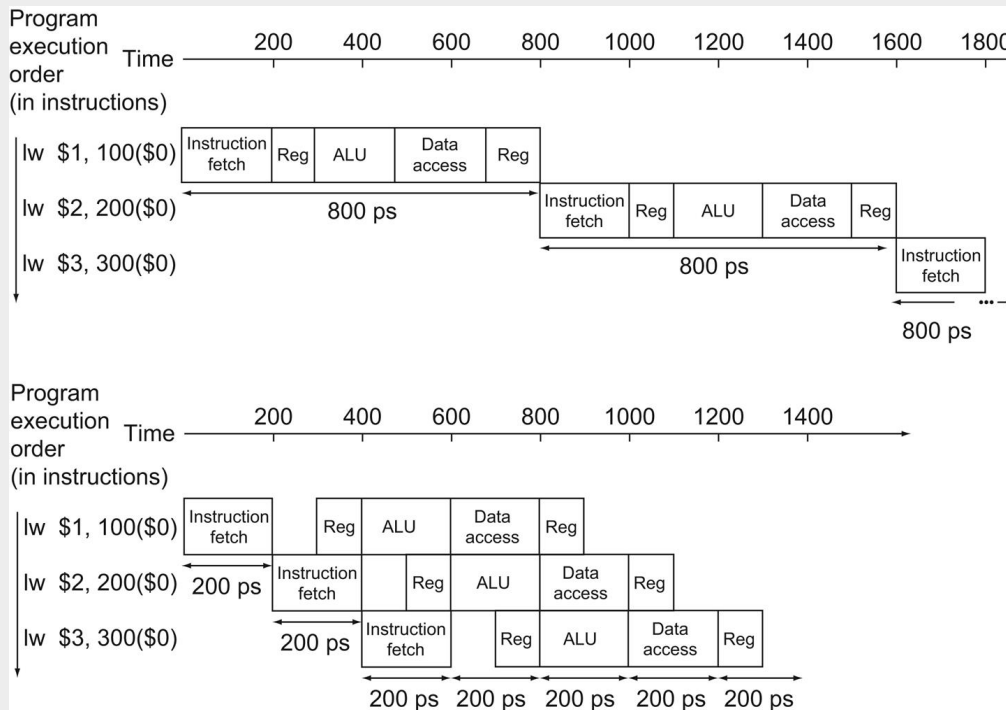 Program
execution
order
(in instructions)
Time
200 400 600 800 1000 1200 1400 1600 1800
lw $1, 100($0)
Instruction
fetch
Reg
ALU
Data
access
Reg
800 ps
lw $2, 200($0)
Instruction
fetch
Reg
ALU
Data
access
Reg
800 ps
lw $3, 300($0)
Instruction
fetch
...
800 ps
Program
execution
order
(in instructions)
Time
200 400 600 800 1000 1200 1400
lw $1, 100($0)
Instruction
fetch
Reg
ALU
Data
access
Reg
200 ps
lw $2, 200($0)
Instruction
fetch
Reg
ALU
Data
access
Reg
200 ps
lw $3, 300($0)
Instruction
fetch
Reg
ALU
Data
access
Reg
200 ps 200 ps 200 ps 200 ps 200 ps